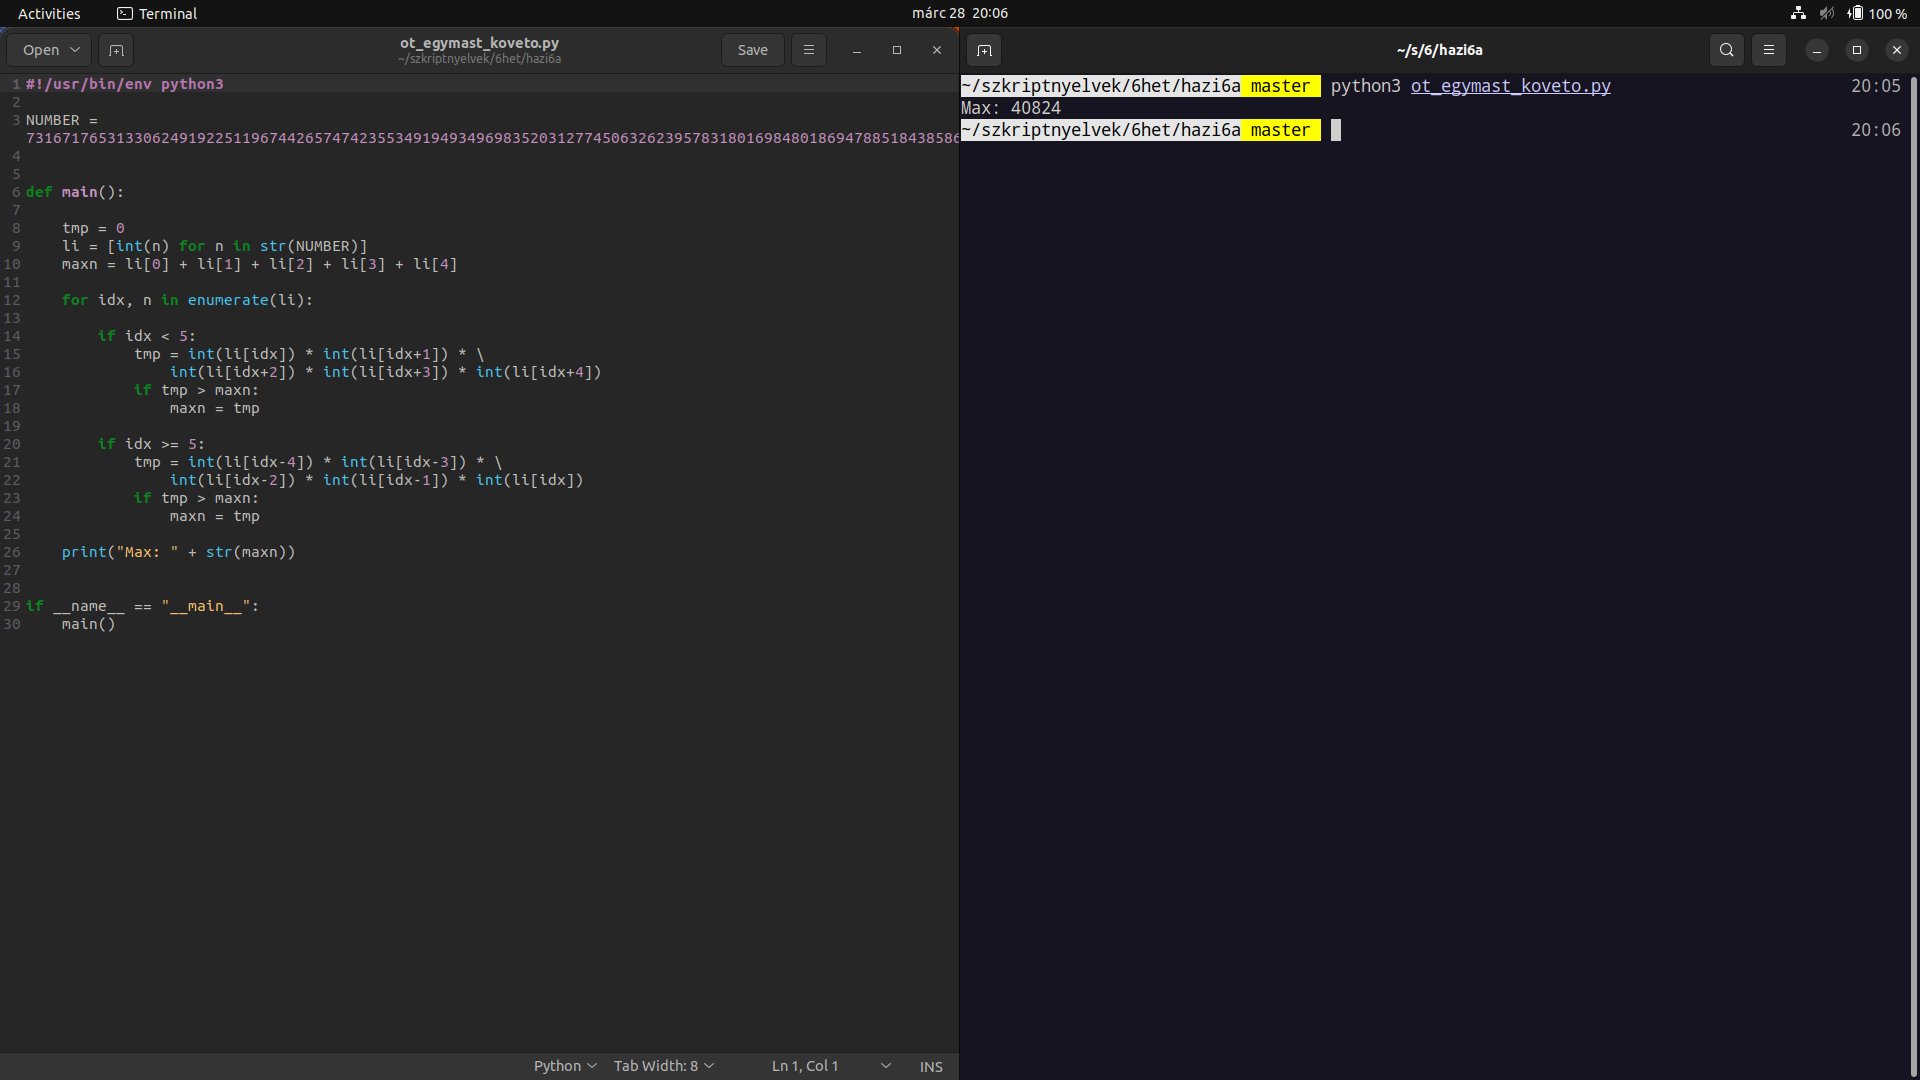 Activities Terminal márc 28 20:06 100 %
Open ot_egymast_koveto.py Save
~/szkriptnyelvek/6het/hazi6a
1 #!/usr/bin/env python3
2
3 NUMBER =
73167176531330624919225119674426574742355349194934969835203127745063262395783180169848018694788518438586
4
5
6 def main():
7
8 tmp = 0
9 li = [int(n) for n in str(NUMBER)]
10 maxn = li[0] + li[1] + li[2] + li[3] + li[4]
11
12 for idx, n in enumerate(li):
13
14 if idx < 5:
15 tmp = int(li[idx]) * int(li[idx+1]) * \
16 int(li[idx+2]) * int(li[idx+3]) * int(li[idx+4])
17 if tmp > maxn:
18 maxn = tmp
19
20 if idx >= 5:
21 tmp = int(li[idx-4]) * int(li[idx-3]) * \
22 int(li[idx-2]) * int(li[idx-1]) * int(li[idx])
23 if tmp > maxn:
24 maxn = tmp
25
26 print("Max: " + str(maxn))
27
28
29 if __name__ == "__main__":
30 main()
Python Tab Width: 8 Ln 1, Col 1 INS
~/s/6/hazi6a
~/szkriptnyelvek/6het/hazi6a master python3 ot_egymast_koveto.py 20:05
Max: 40824
~/szkriptnyelvek/6het/hazi6a master 20:06